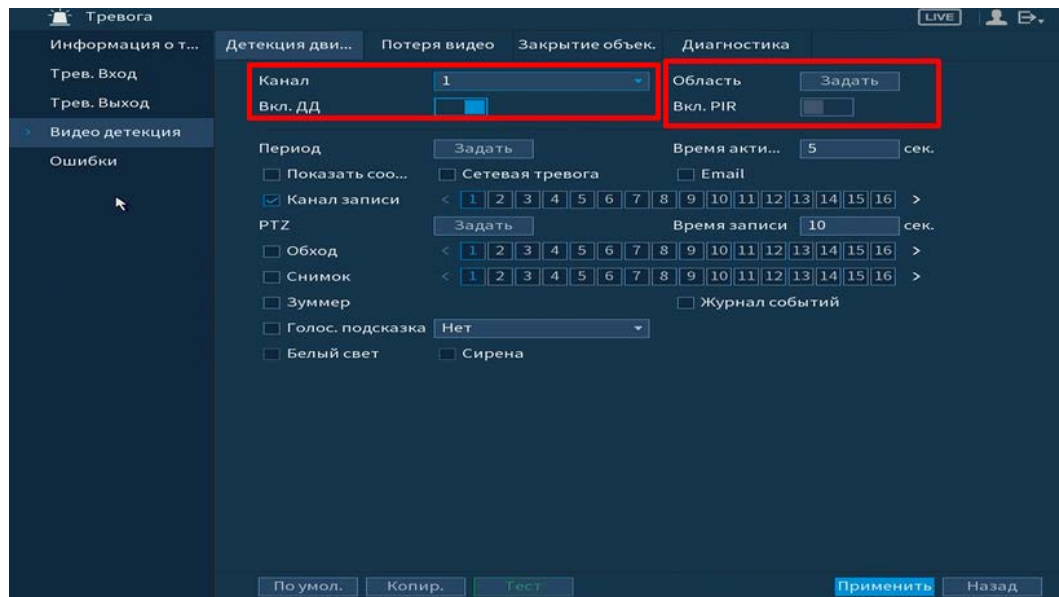 Тревога LIVE
Информация о т... Детекция дви... Потеря видео Закрытие объек. Диагностика
Трев. Вход Канал 1 Область Задать
Трев. Выход Вкл. ДД Вкл. PIR
Видео детекция
Период Задать Время акти... 5 сек.
Ошибки
Показать соо... Сетевая тревога Email
Канал записи < 1 2 3 4 5 6 7 8 9 10 11 12 13 14 15 16 >
PTZ Задать Время записи 10 сек.
Обход < 1 2 3 4 5 6 7 8 9 10 11 12 13 14 15 16 >
Снимок < 1 2 3 4 5 6 7 8 9 10 11 12 13 14 15 16 >
Зуммер Журнал событий
Голос. подсказка Нет
Белый свет Сирена
По умол. Копир. Тест Применить Назад